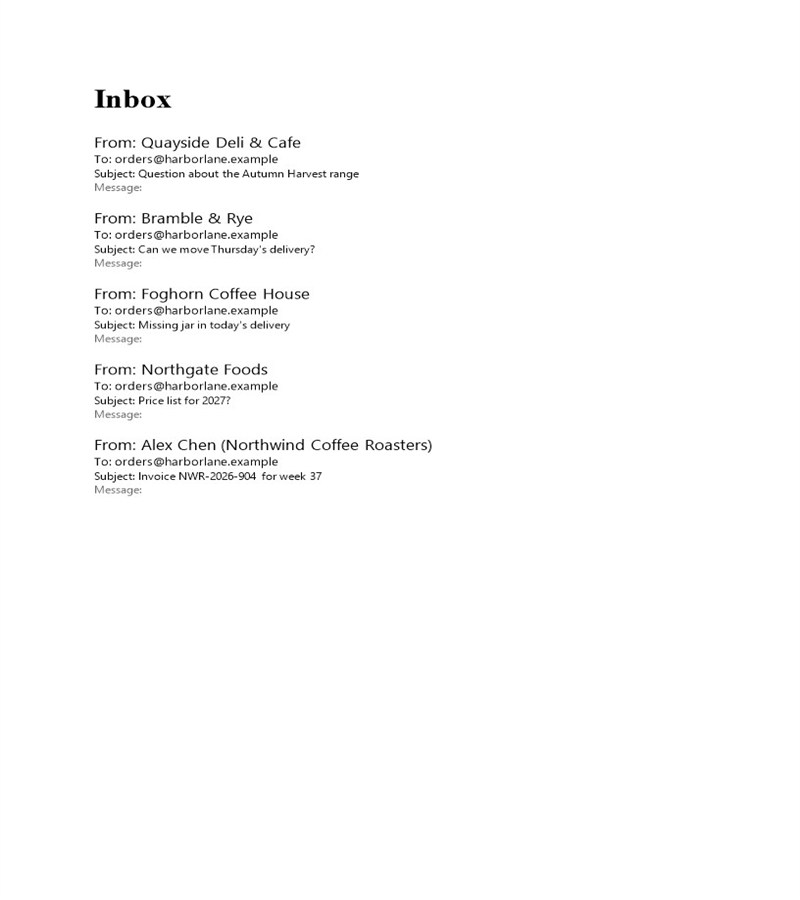 Inbox
From: Quayside Deli & Cafe
To: orders@harborlane.example
Subject: Question about the Autumn Harvest range
Message:
From: Bramble & Rye
To: orders@harborlane.example
Subject: Can we move Thursday's delivery?
Message:
From: Foghorn Coffee House
To: orders@harborlane.example
Subject: Missing jar in today's delivery
Message:
From: Northgate Foods
To: orders@harborlane.example
Subject: Price list for 2027?
Message:
From: Alex Chen (Northwind Coffee Roasters)
To: orders@harborlane.example
Subject: Invoice NWR-2026-904 for week 37
Message: